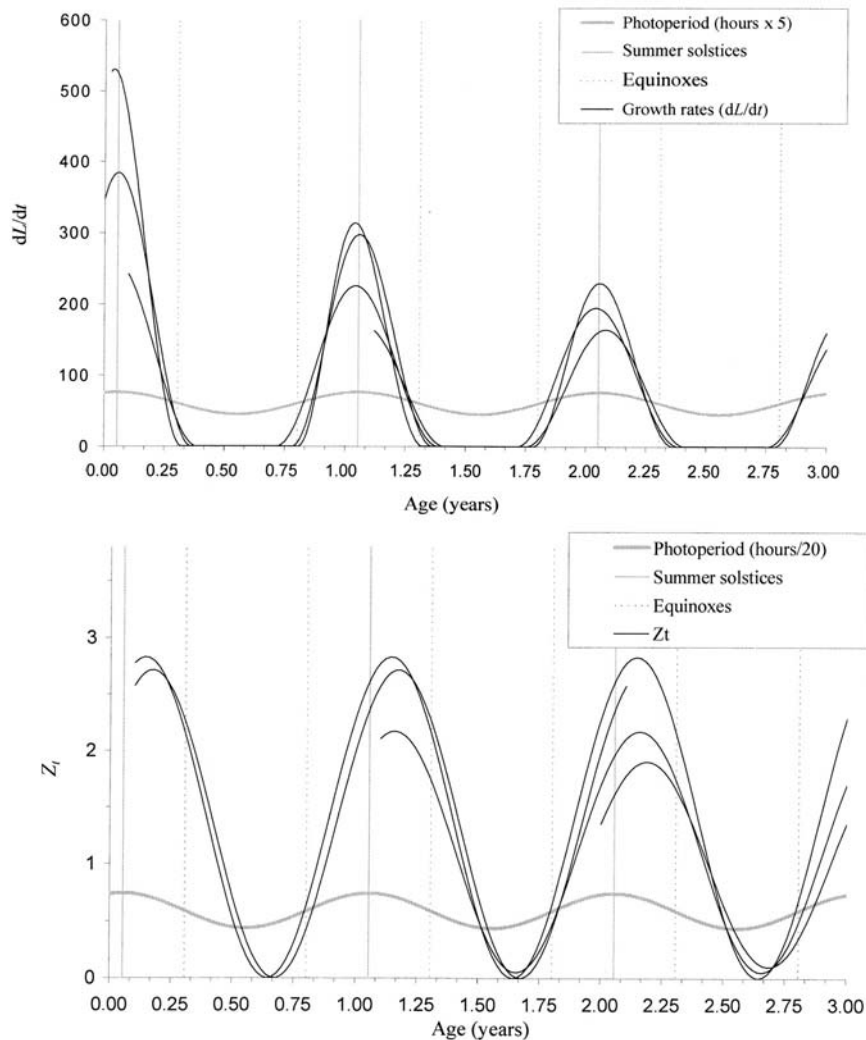 600
500
400
300
200
100
0
dL/dt
Photoperiod (hours x 5)
Summer solstices
Equinoxes
Growth rates (dL/dt)
0.00 0.25 0.50 0.75 1.00 1.25 1.50 1.75 2.00 2.25 2.50 2.75 3.00
Age (years)
3
2
1
0
Zt
Photoperiod (hours/20)
Summer solstices
Equinoxes
Zt
0.00 0.25 0.50 0.75 1.00 1.25 1.50 1.75 2.00 2.25 2.50 2.75 3.00
Age (years)